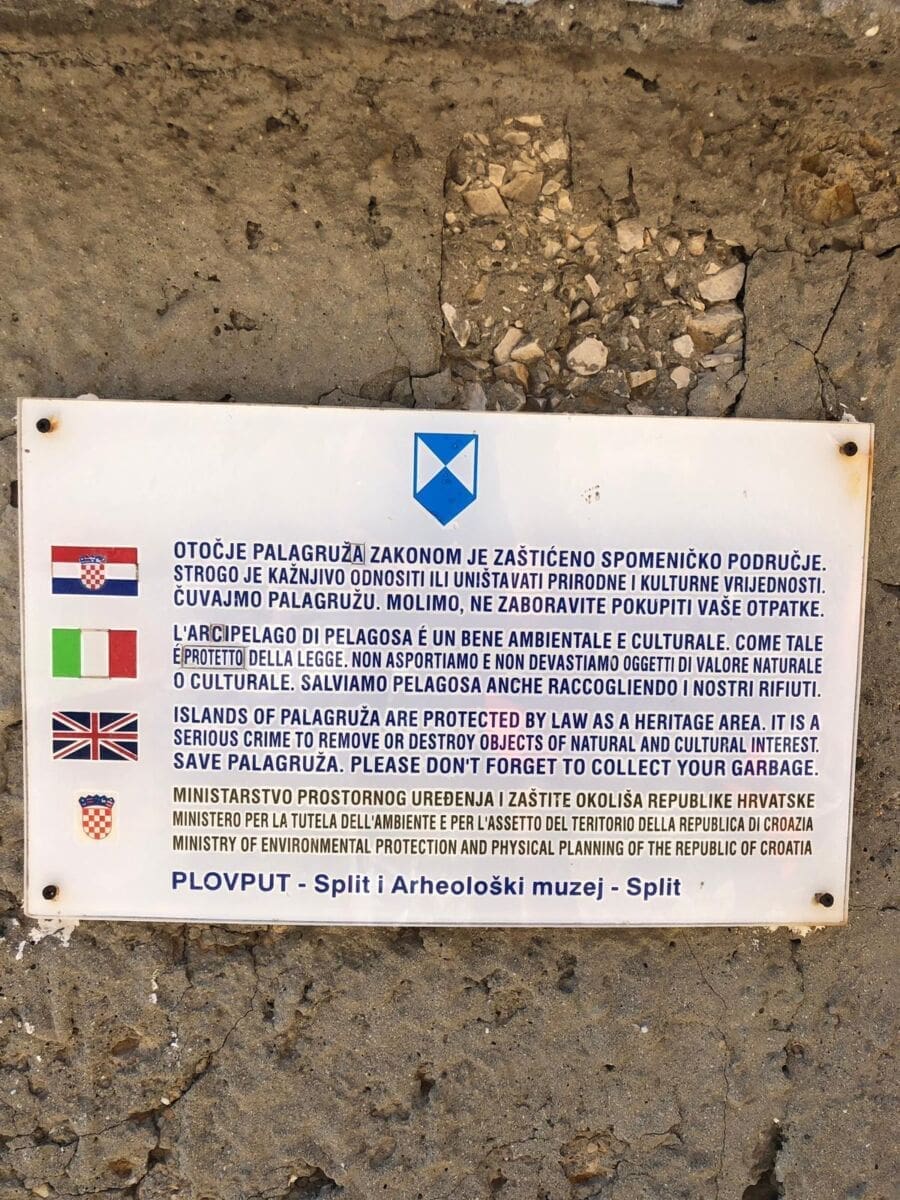 OTOČJE PALAGRUŽA ZAKONOM JE ZAŠTIĆENO SPOMENIČKO PODRUČJE.
STROGO JE KAŽNJIVO ODNOSITI ILI UNIŠTAVATI PRIRODNE I KULTURNE VRIJEDNOSTI.
ČUVAJMO PALAGRUŽU. MOLIMO, NE ZABORAVITE POKUPITI VAŠE OTPATKE.
L'ARCIPELAGO DI PELAGOSA É UN BENE AMBIENTALE E CULTURALE. COME TALE
É PROTETTO DELLA LEGGE. NON ASPORTIAMO E NON DEVASTIAMO OGGETTI DI VALORE NATURALE
O CULTURALE. SALVIAMO PELAGOSA ANCHE RACCOGLIENDO I NOSTRI RIFIUTI.
ISLANDS OF PALAGRUŽA ARE PROTECTED BY LAW AS A HERITAGE AREA. IT IS A
SERIOUS CRIME TO REMOVE OR DESTROY OBJECTS OF NATURAL AND CULTURAL INTEREST.
SAVE PALAGRUŽA. PLEASE DON'T FORGET TO COLLECT YOUR GARBAGE.
MINISTARSTVO PROSTORNOG UREĐENJA I ZAŠTITE OKOLIŠA REPUBLIKE HRVATSKE
MINISTERO PER LA TUTELA DELL'AMBIENTE E PER L'ASSETTO DEL TERITORIO DELLA REPUBLICA DI CROAZIA
MINISTRY OF ENVIRONMENTAL PROTECTION AND PHYSICAL PLANNING OF THE REPUBLIC OF CROATIA
PLOVPUT - Split i Arheološki muzej - Split